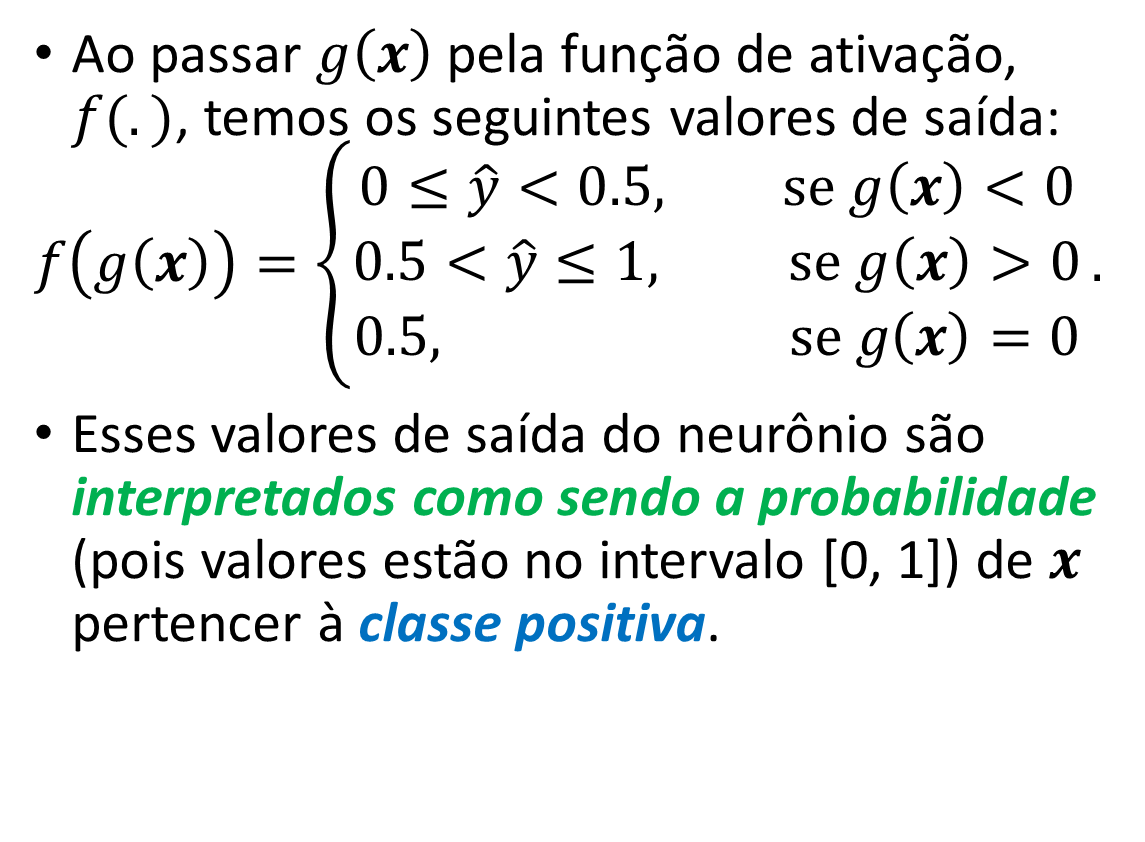 • Ao passar 𝑔(𝒙) pela função de ativação,
𝑓(.), temos os seguintes valores de saída:
0 ≤ ŷ < 0.5, se 𝑔(𝒙) < 0
𝑓(𝑔(𝒙)) = { 0.5 < ŷ ≤ 1, se 𝑔(𝒙) > 0 .
0.5, se 𝑔(𝒙) = 0
• Esses valores de saída do neurônio são
interpretados como sendo a probabilidade
(pois valores estão no intervalo [0, 1]) de 𝒙
pertencer à classe positiva.